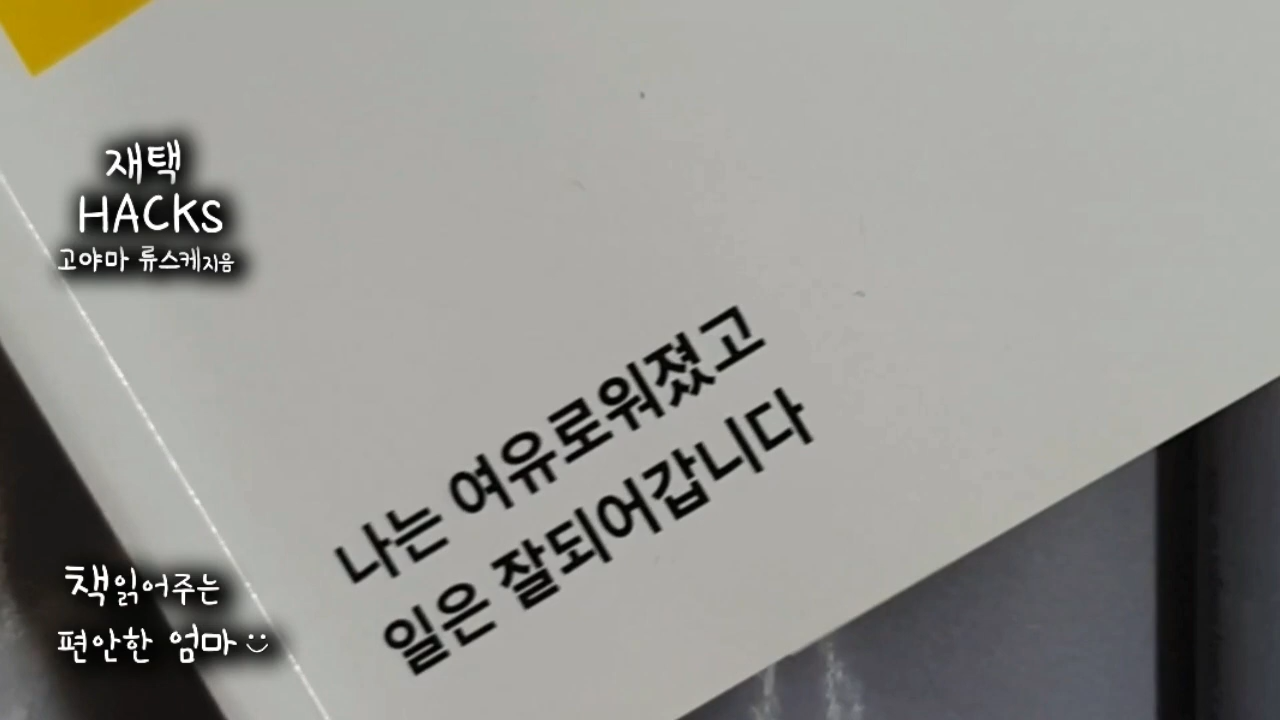 재택
HACKS
고야마 류스케지음
나는 여유로워졌고
일은 잘되어갑니다
책읽어주는
편안한 엄마